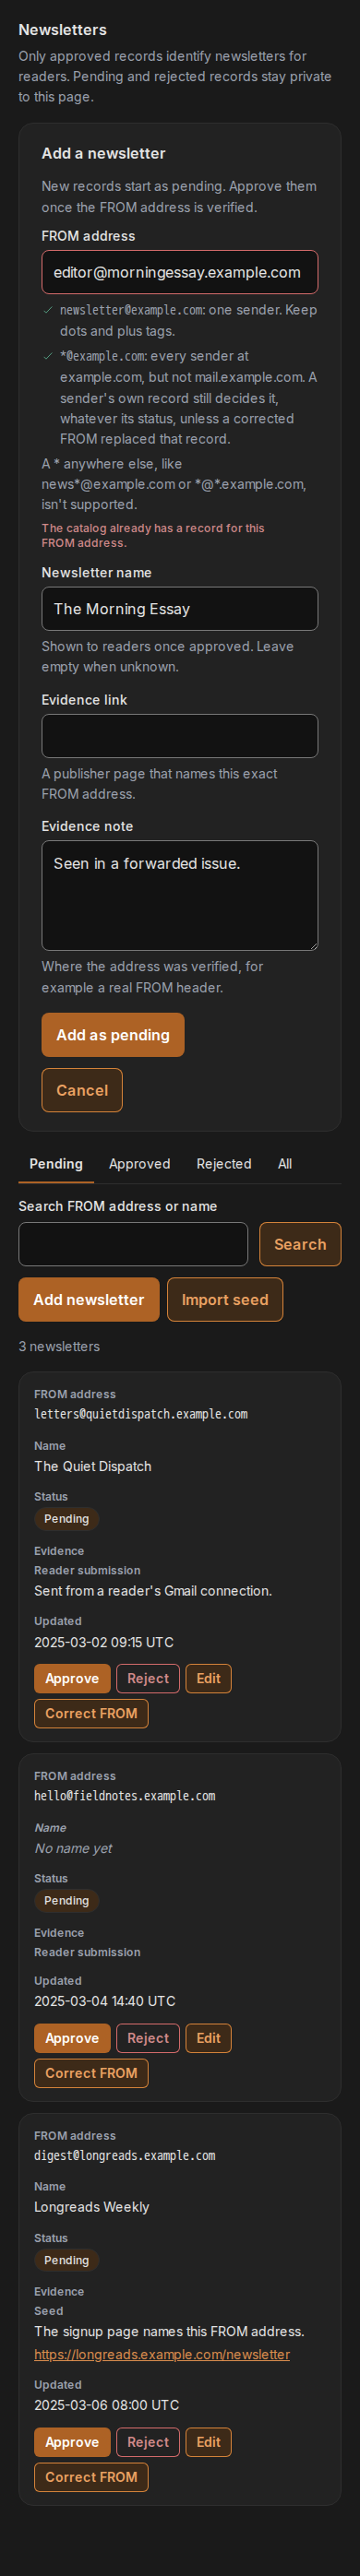 Newsletters
Only approved records identify newsletters for
readers. Pending and rejected records stay private
to this page.
Add a newsletter
New records start as pending. Approve them
once the FROM address is verified.
FROM address
editor@morningessay.example.com
newsletter@example.com: one sender. Keep
dots and plus tags.
*@example.com: every sender at
example.com, but not mail.example.com. A
sender's own record still decides it,
whatever its status, unless a corrected
FROM replaced that record.
A * anywhere else, like
news*@example.com or *@*.example.com,
isn't supported.
The catalog already has a record for this
FROM address.
Newsletter name
The Morning Essay
Shown to readers once approved. Leave
empty when unknown.
Evidence link
A publisher page that names this exact
FROM address.
Evidence note
Seen in a forwarded issue.
Where the address was verified, for
example a real FROM header.
Add as pending
Cancel
Pending Approved Rejected All
Search FROM address or name
Search
Add newsletter Import seed
3 newsletters
FROM address
letters@quietdispatch.example.com
Name
The Quiet Dispatch
Status
Pending
Evidence
Reader submission
Sent from a reader's Gmail connection.
Updated
2025-03-02 09:15 UTC
Approve Reject Edit
Correct FROM
FROM address
hello@fieldnotes.example.com
Name
No name yet
Status
Pending
Evidence
Reader submission
Updated
2025-03-04 14:40 UTC
Approve Reject Edit
Correct FROM
FROM address
digest@longreads.example.com
Name
Longreads Weekly
Status
Pending
Evidence
Seed
The signup page names this FROM address.
https://longreads.example.com/newsletter
Updated
2025-03-06 08:00 UTC
Approve Reject Edit
Correct FROM